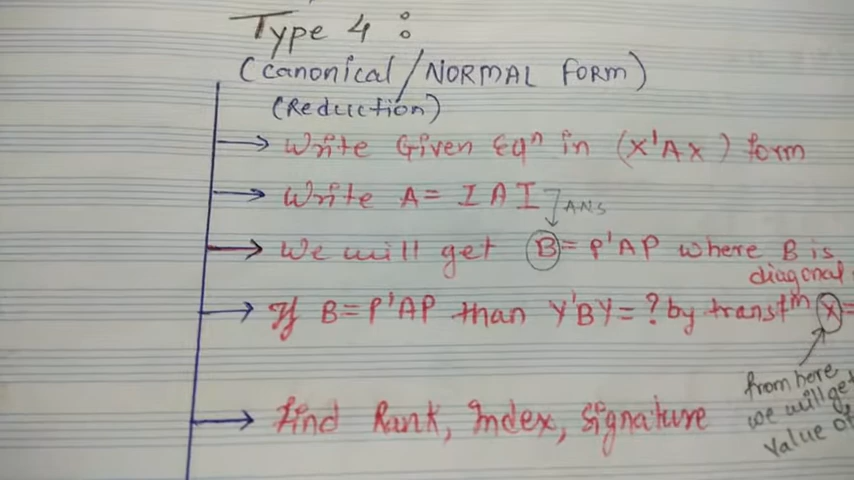 Type 4 :
(Canonical/NORMAL FORM)
(Reduction)
→ Write Given Eqⁿ in (X'AX) form
→ Write A = I A I ] ANS
→ We will get B = P'AP where B is
diagonal
→ If B = P'AP than Y'BY = ? by transfᵐ X =
from here
we will get
value of
→ find Rank, Index, Signature